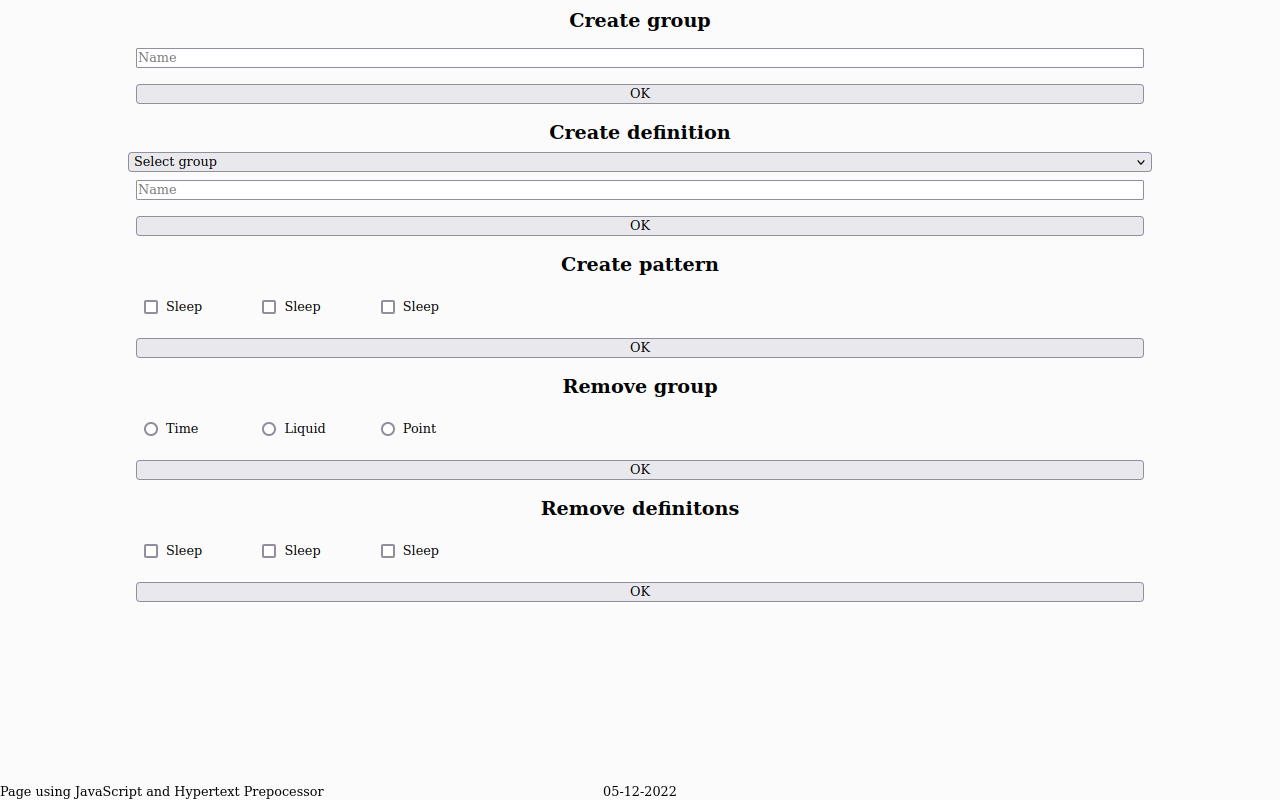 Create group
Name
OK
Create definition
Select group
Name
OK
Create pattern
Sleep Sleep Sleep
OK
Remove group
Time Liquid Point
OK
Remove definitons
Sleep Sleep Sleep
OK
Page using JavaScript and Hypertext Prepocessor 05-12-2022